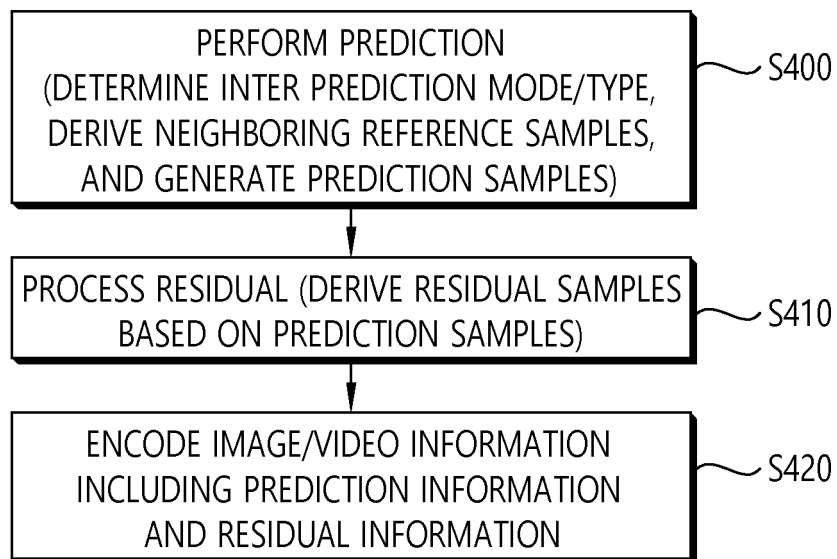 PERFORM PREDICTION
(DETERMINE INTER PREDICTION MODE/TYPE,
DERIVE NEIGHBORING REFERENCE SAMPLES,
AND GENERATE PREDICTION SAMPLES)
S400
PROCESS RESIDUAL (DERIVE RESIDUAL SAMPLES
BASED ON PREDICTION SAMPLES)
S410
ENCODE IMAGE/VIDEO INFORMATION
INCLUDING PREDICTION INFORMATION
AND RESIDUAL INFORMATION
S420